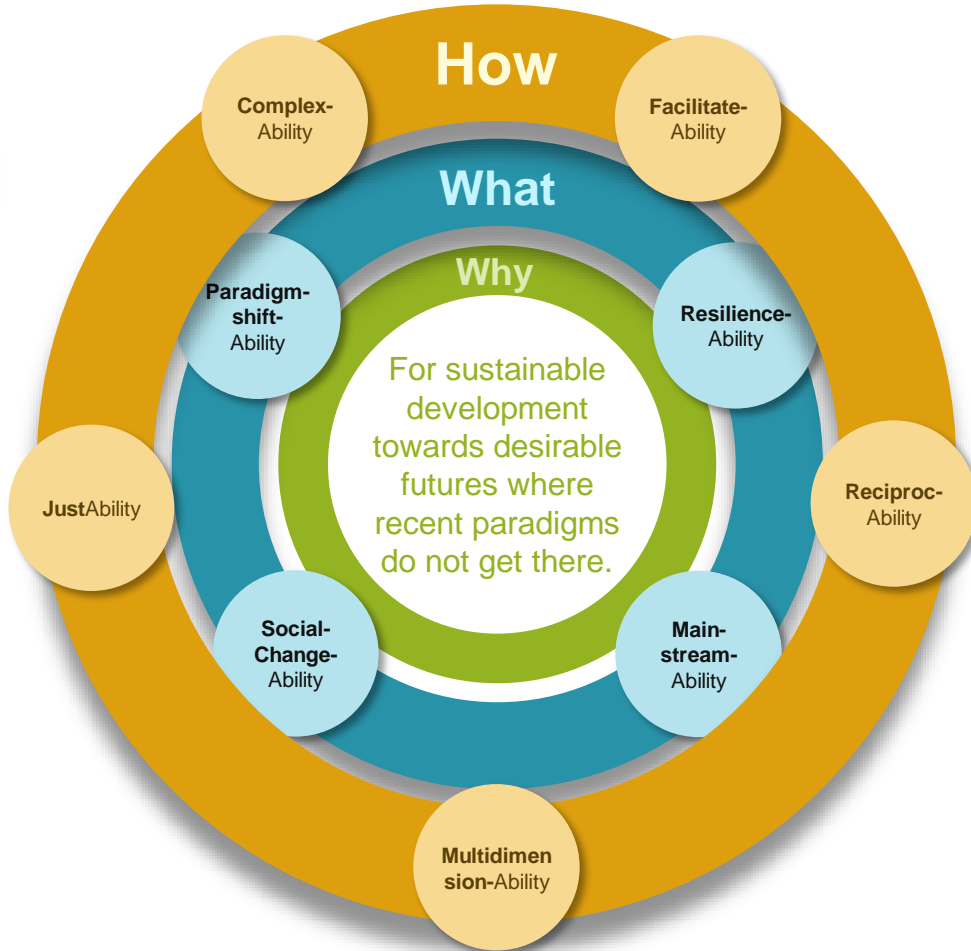 How
Complex-
Ability
Facilitate-
Ability
What
Why
Paradigm-
shift-
Ability
Resilience-
Ability
For sustainable
development
towards desirable
futures where
recent paradigms
do not get there.
JustAbility
Reciproc-
Ability
Social-
Change-
Ability
Main-
stream-
Ability
Multidimen
sion-Ability